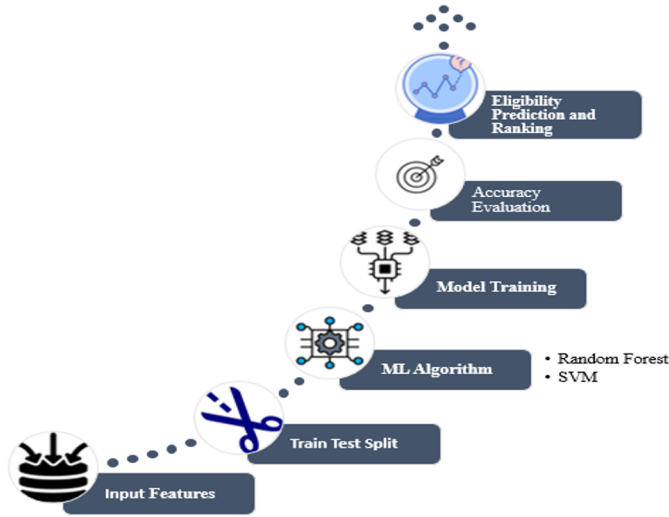 Eligibility
Prediction and
Ranking
Accuracy
Evaluation
Model Training
ML Algorithm
• Random Forest
• SVM
Train Test Split
Input Features